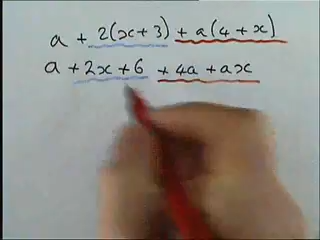 a + 2(x+3) + a(4+x)
a + 2x + 6 + 4a + ax